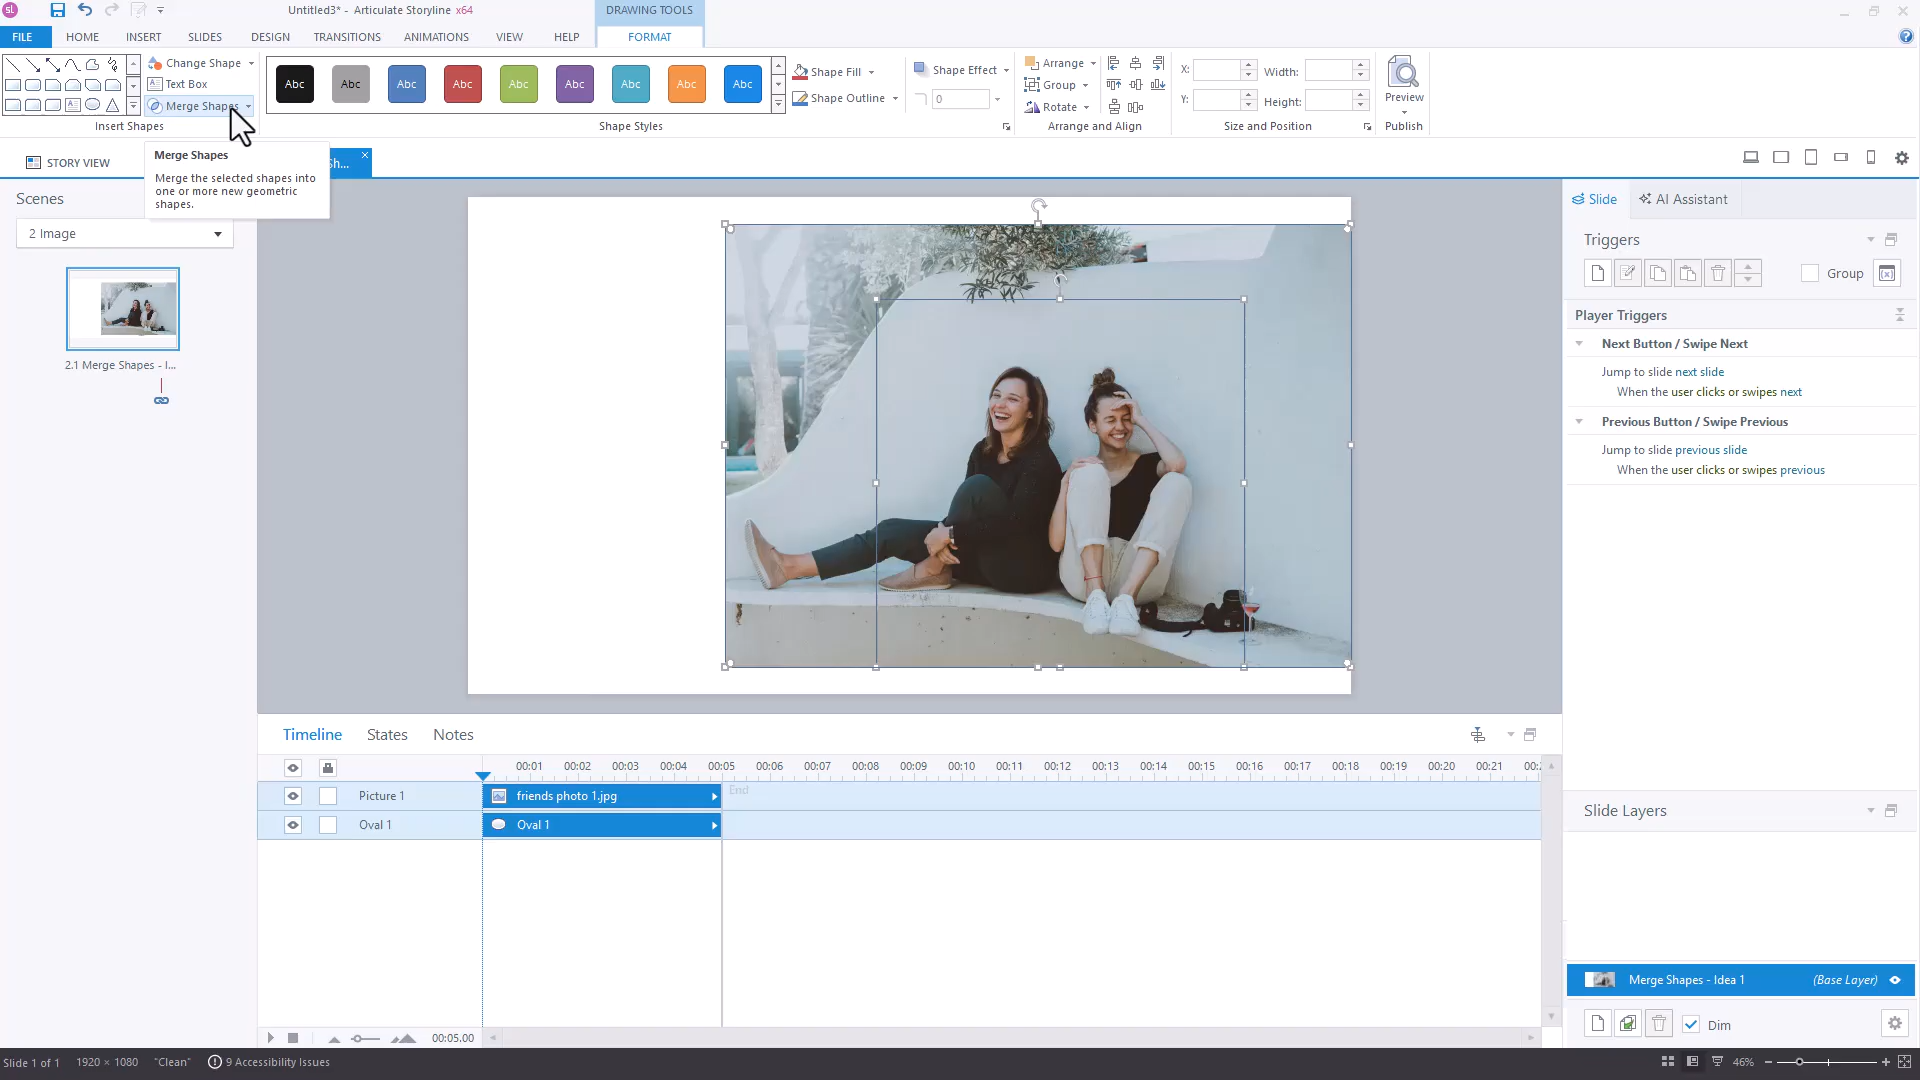 sl
Untitled3* - Articulate Storyline x64
DRAWING TOOLS
FILE HOME INSERT SLIDES DESIGN TRANSITIONS ANIMATIONS VIEW HELP FORMAT
Change Shape
Text Box
Merge Shapes
Insert Shapes
Abc Abc Abc Abc Abc Abc Abc Abc Abc
Shape Styles
Shape Fill
Shape Outline
Shape Effect
0
Arrange
Group
Rotate
Arrange and Align
X: Width:
Y: Height:
Size and Position
Preview
Publish
Merge Shapes
Merge the selected shapes into
one or more new geometric
shapes.
STORY VIEW
Sh...
Scenes
2 Image
2.1 Merge Shapes - I...
Slide AI Assistant
Triggers
Group
Player Triggers
Next Button / Swipe Next
Jump to slide next slide
When the user clicks or swipes next
Previous Button / Swipe Previous
Jump to slide previous slide
When the user clicks or swipes previous
Timeline States Notes
00:01 00:02 00:03 00:04 00:05 00:06 00:07 00:08 00:09 00:10 00:11 00:12 00:13 00:14 00:15 00:16 00:17 00:18 00:19 00:20 00:21 00:
Picture 1 friends photo 1.jpg End
Oval 1 Oval 1
00:05.00
Slide Layers
Merge Shapes - Idea 1 (Base Layer)
Dim
Slide 1 of 1 1920 × 1080 "Clean" 9 Accessibility Issues
46%